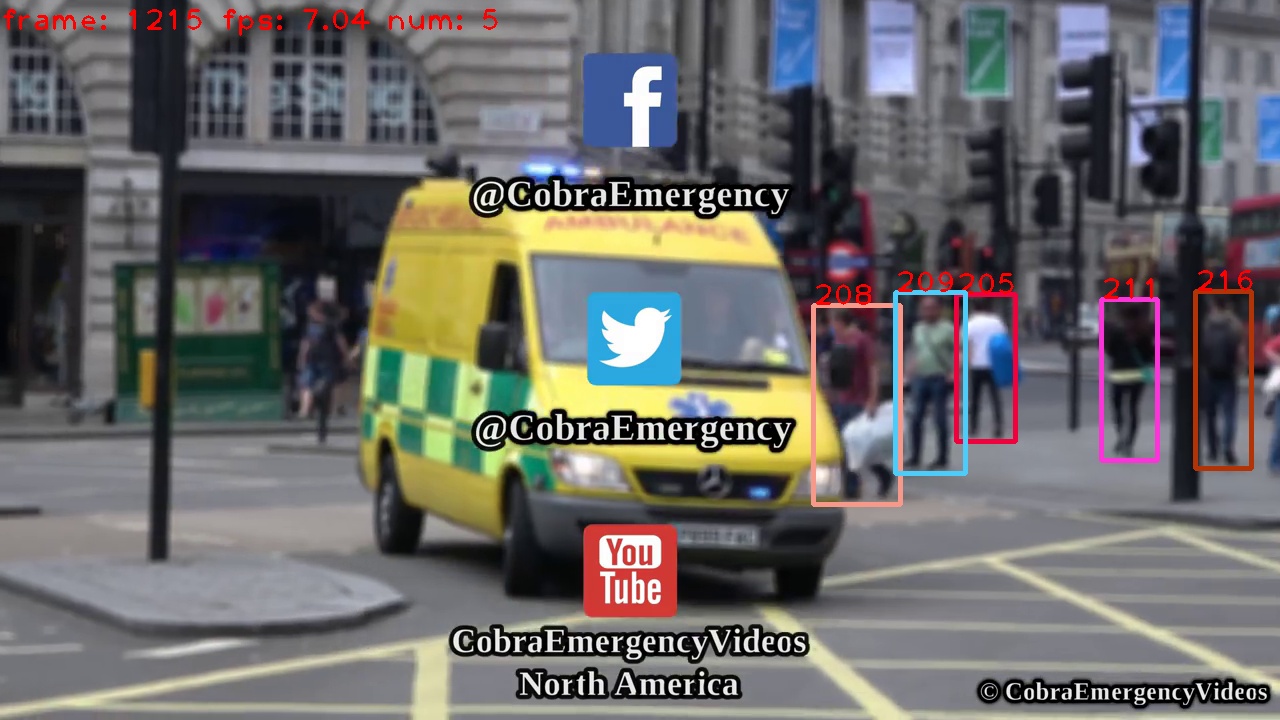 frame: 1215 fps: 7.04 num: 5
f
@CobraEmergency
AMBULANCE
208
209
205
211
216
@CobraEmergency
You
Tube
CobraEmergencyVideos
North America
© CobraEmergencyVideos